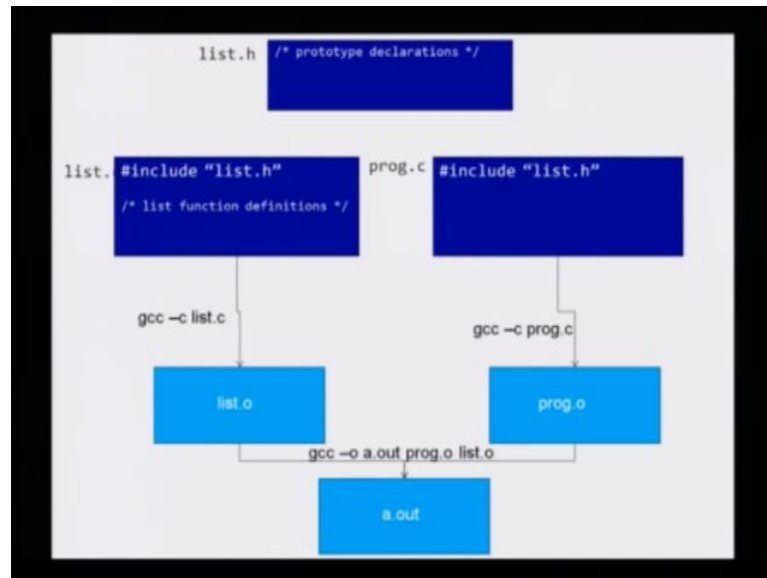 list.h
/* prototype declarations */
list.
#include “list.h”
/* list function definitions */
prog.c
#include “list.h”
gcc –c list.c
gcc –c prog.c
list.o
prog.o
gcc –o a.out prog.o list.o
a.out